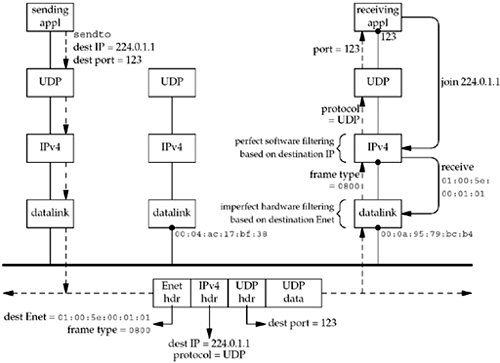 sending
appl
receiving
appl
123
sendto
dest IP = 224.0.1.1
dest port = 123
port = 123
join 224.0.1.1
UDP
UDP
UDP
protocol
= UDP
IPv4
IPv4
perfect software filtering
based on destination IP
IPv4
frame type
= 0800
receive
01:00:5e:
00:01:01
datalink
datalink
imperfect hardware filtering
based on destination Enet
datalink
00:04:ac:17:bf:38
00:0a:95:79:bc:b4
Enet
hdr
IPv4
hdr
UDP
hdr
UDP
data
dest Enet = 01:00:5e:00:01:01
frame type = 0800
dest port = 123
dest IP = 224.0.1.1
protocol = UDP